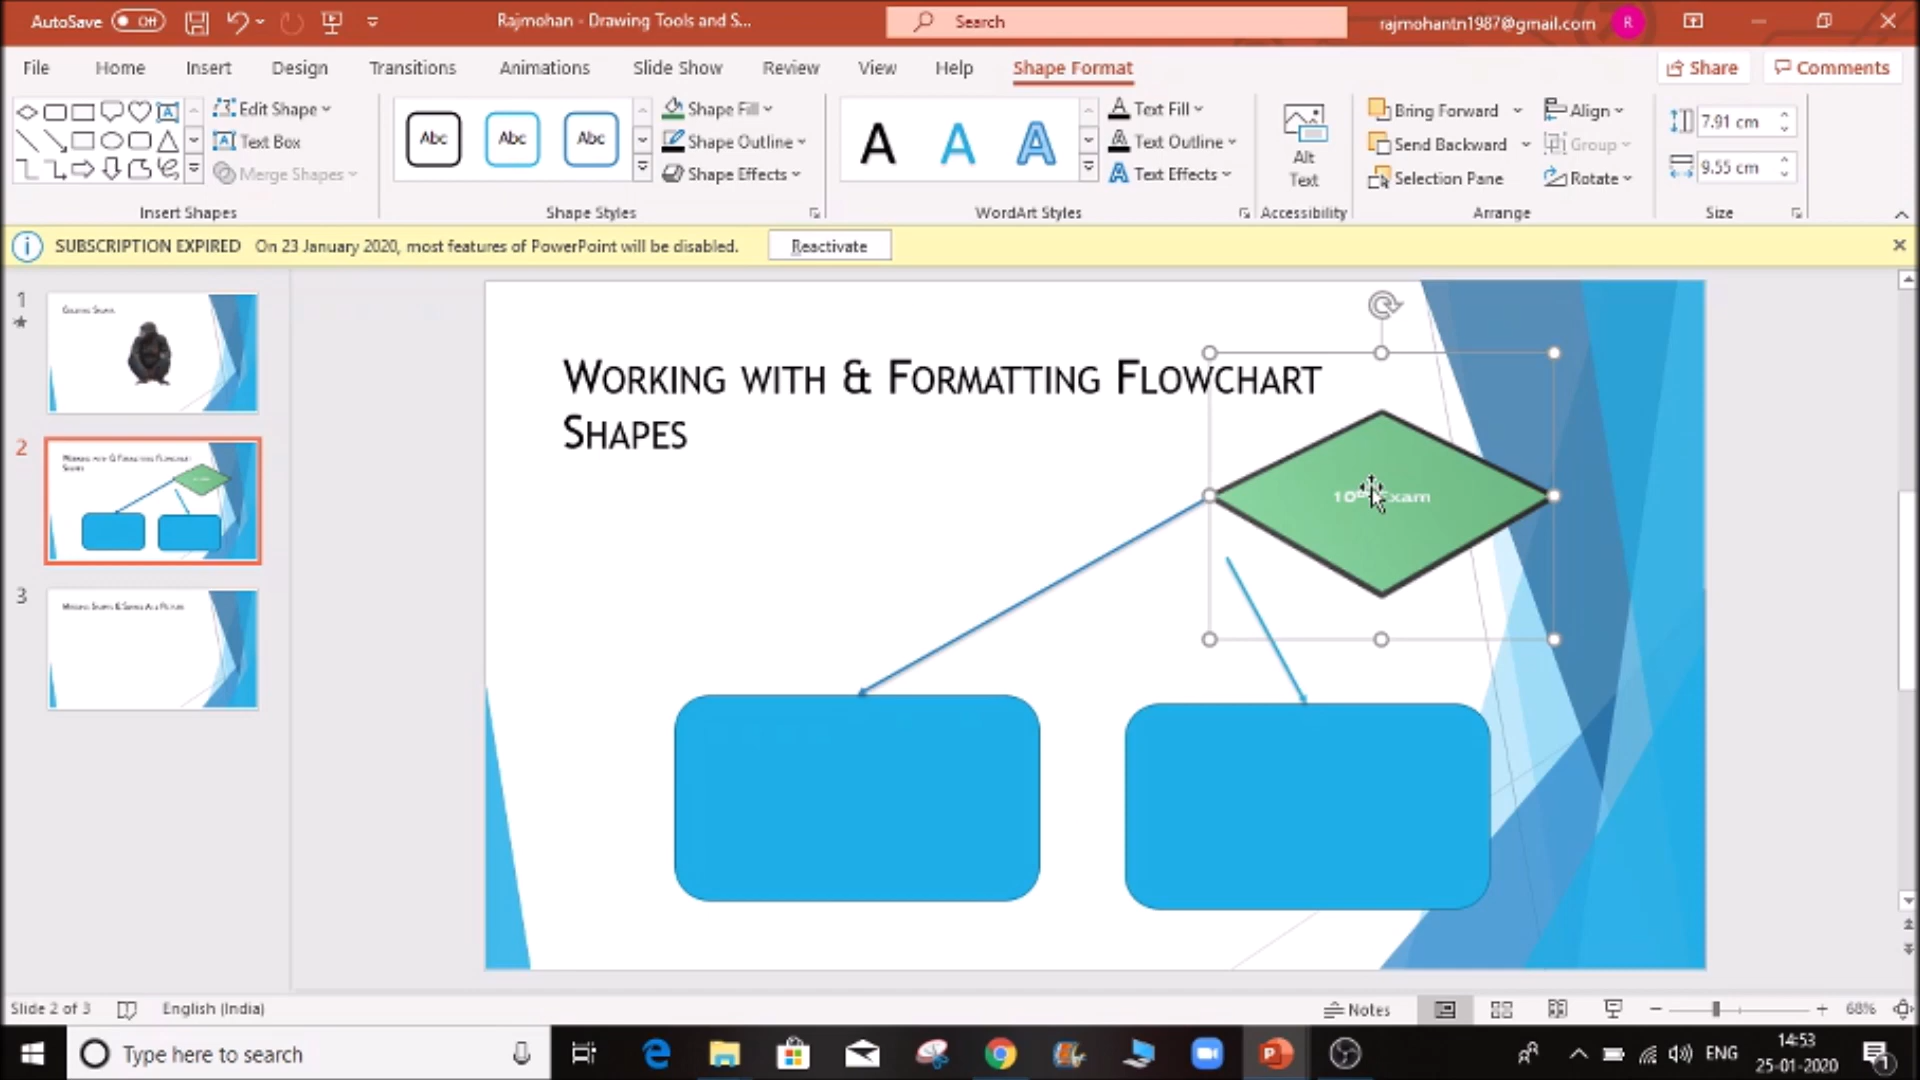 AutoSave Off
Rajmohan - Drawing Tools and S...
Search
rajmohantn1987@gmail.com
R
File Home Insert Design Transitions Animations Slide Show Review View Help Shape Format
Share Comments
Edit Shape
Text Box
Merge Shapes
Insert Shapes
Abc Abc Abc
Shape Fill
Shape Outline
Shape Effects
Shape Styles
A A A
Text Fill
Text Outline
Text Effects
WordArt Styles
Alt
Text
Accessibility
Bring Forward
Send Backward
Selection Pane
Align
Group
Rotate
Arrange
7.91 cm
9.55 cm
Size
SUBSCRIPTION EXPIRED On 23 January 2020, most features of PowerPoint will be disabled. Reactivate
1
2
3
WORKING WITH & FORMATTING FLOWCHART
SHAPES
Slide 2 of 3 English (India)
Notes
68%
Type here to search
ENG
14:53
25-01-2020
1